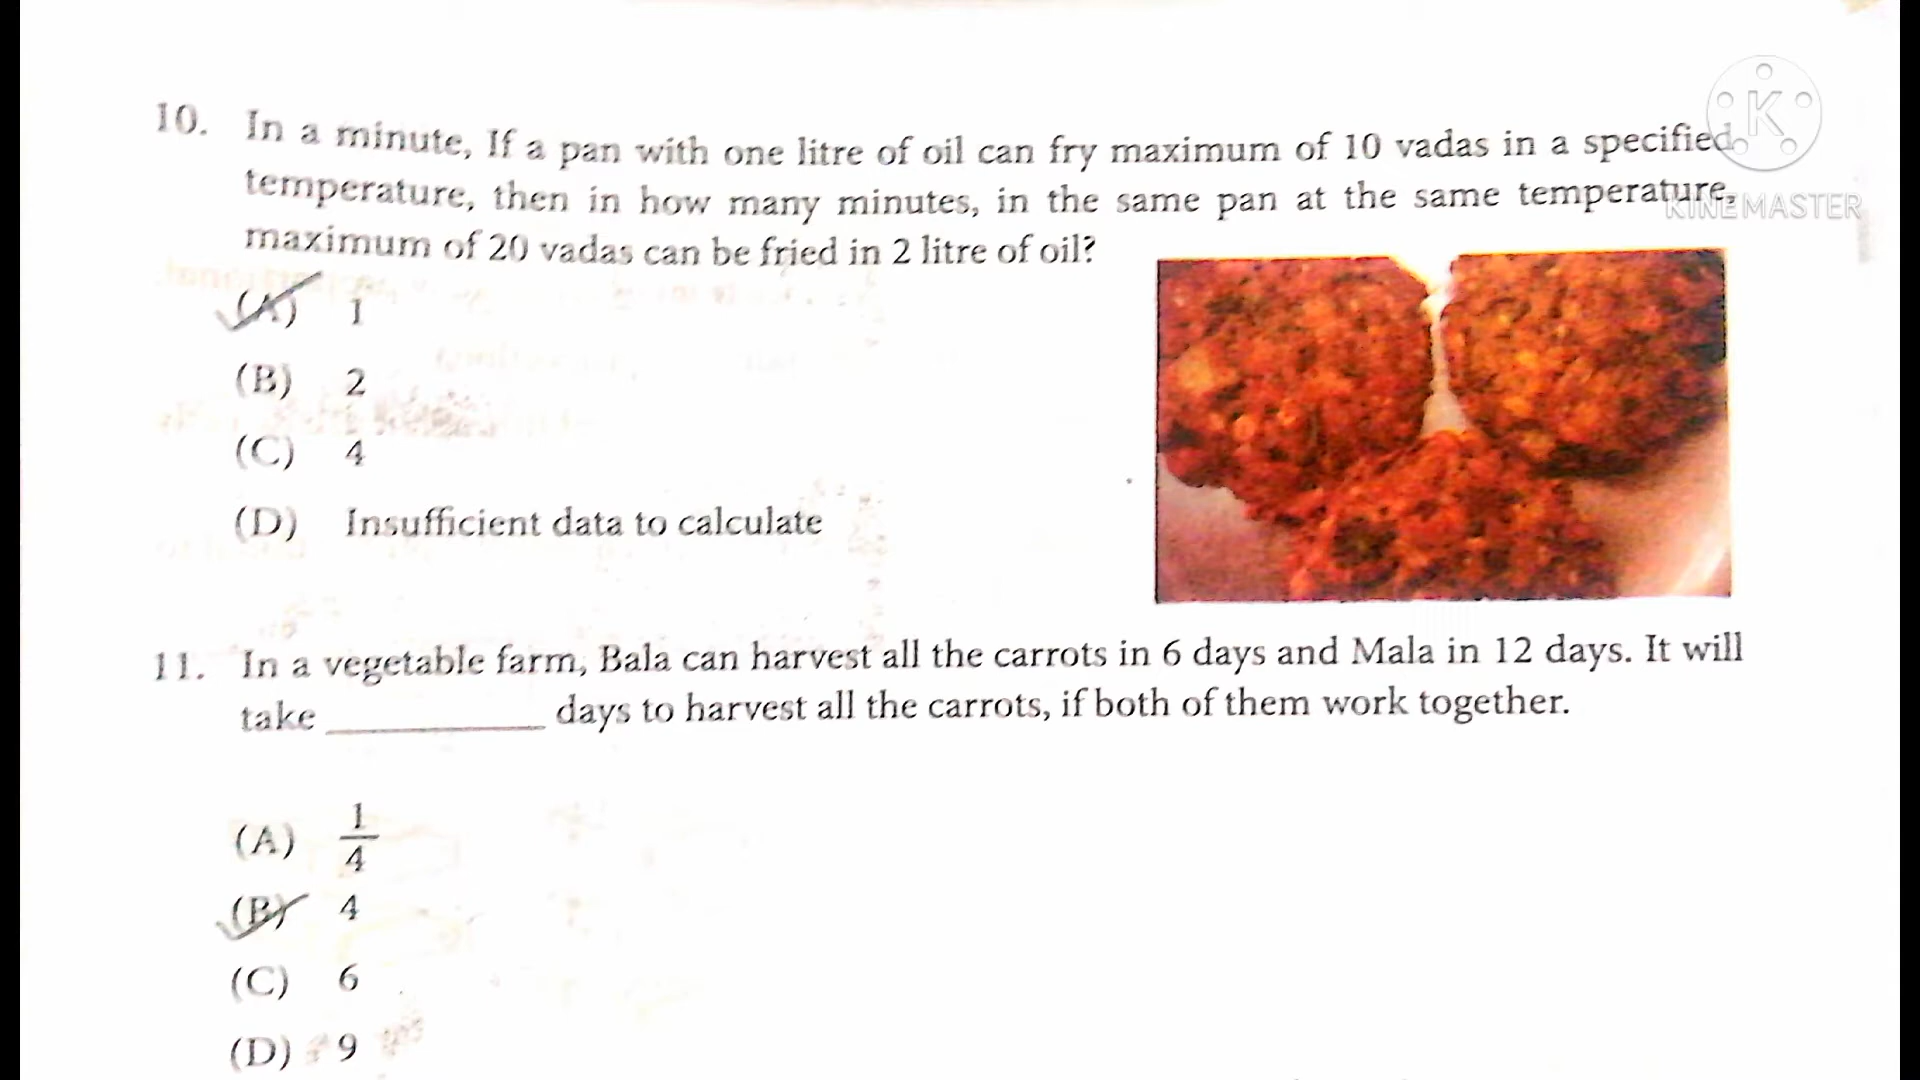 K
KINEMASTER
10. In a minute, If a pan with one litre of oil can fry maximum of 10 vadas in a specified
temperature, then in how many minutes, in the same pan at the same temperature,
maximum of 20 vadas can be fried in 2 litre of oil?
(A) 1
(B) 2
(C) 4
(D) Insufficient data to calculate
11. In a vegetable farm, Bala can harvest all the carrots in 6 days and Mala in 12 days. It will
take __________ days to harvest all the carrots, if both of them work together.
(A) 1/4
(B) 4
(C) 6
(D) 9